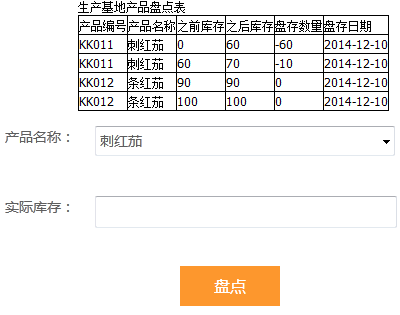 生产基地产品盘点表
产品编号 产品名称 之前库存 之后库存 盘存数量 盘存日期
KK011 刺红茄 0 60 -60 2014-12-10
KK011 刺红茄 60 70 -10 2014-12-10
KK012 条红茄 90 90 0 2014-12-10
KK012 条红茄 100 100 0 2014-12-10
产品名称： 刺红茄
实际库存：
盘点